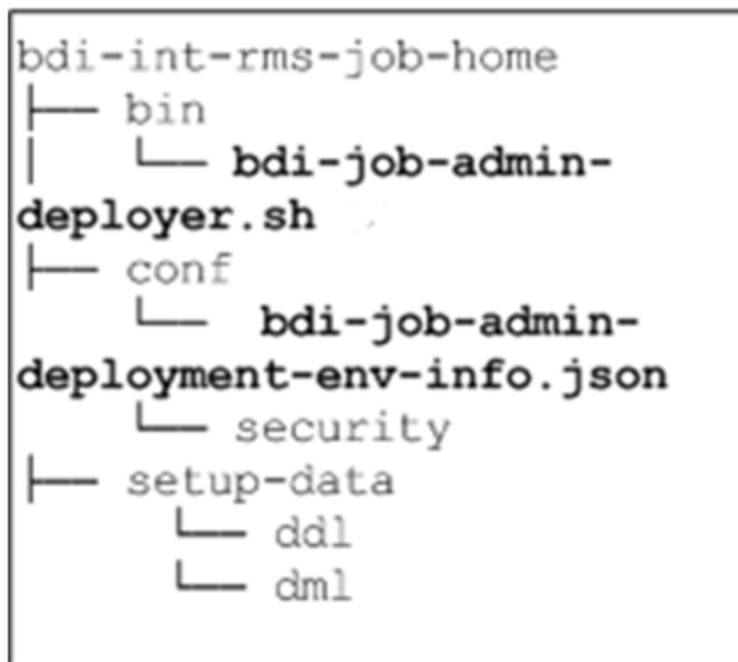 bdi-int-rms-job-home
├── bin
│   └── bdi-job-admin-
deployer.sh
├── conf
    └── bdi-job-admin-
deployment-env-info.json
    └── security
├── setup-data
      └── ddl
      └── dml